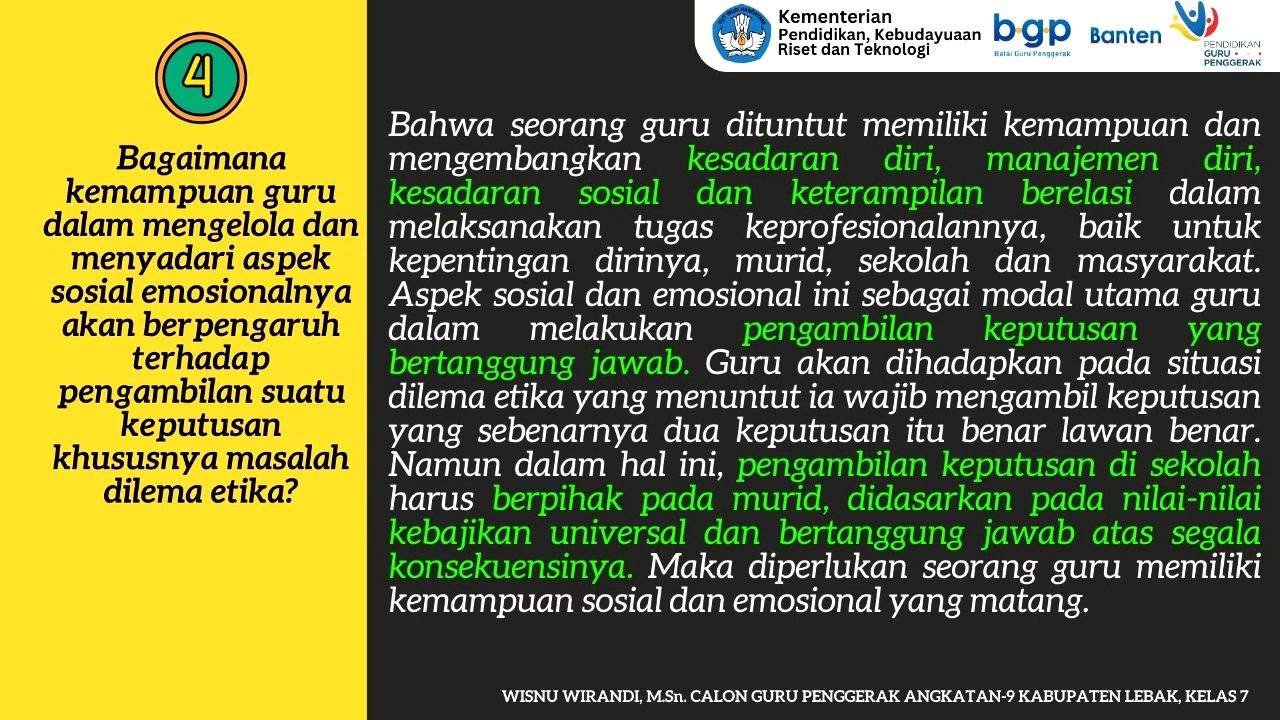 4
Bagaimana
kemampuan guru
dalam mengelola dan
menyadari aspek
sosial emosionalnya
akan berpengaruh
terhadap
pengambilan suatu
keputusan
khususnya masalah
dilema etika?
Kementerian
Pendidikan, Kebudayuaan
Riset dan Teknologi
TUT WURI HANDAYANI
bgp
Balai Guru Penggerak
Banten
PENDIDIKAN
GURU
PENGGERAK
Bahwa seorang guru dituntut memiliki kemampuan dan
mengembangkan kesadaran diri, manajemen diri,
kesadaran sosial dan keterampilan berelasi dalam
melaksanakan tugas keprofesionalannya, baik untuk
kepentingan dirinya, murid, sekolah dan masyarakat.
Aspek sosial dan emosional ini sebagai modal utama guru
dalam melakukan pengambilan keputusan yang
bertanggung jawab. Guru akan dihadapkan pada situasi
dilema etika yang menuntut ia wajib mengambil keputusan
yang sebenarnya dua keputusan itu benar lawan benar.
Namun dalam hal ini, pengambilan keputusan di sekolah
harus berpihak pada murid, didasarkan pada nilai-nilai
kebajikan universal dan bertanggung jawab atas segala
konsekuensinya. Maka diperlukan seorang guru memiliki
kemampuan sosial dan emosional yang matang.
WISNU WIRANDI, M.Sn. CALON GURU PENGGERAK ANGKATAN-9 KABUPATEN LEBAK, KELAS 7